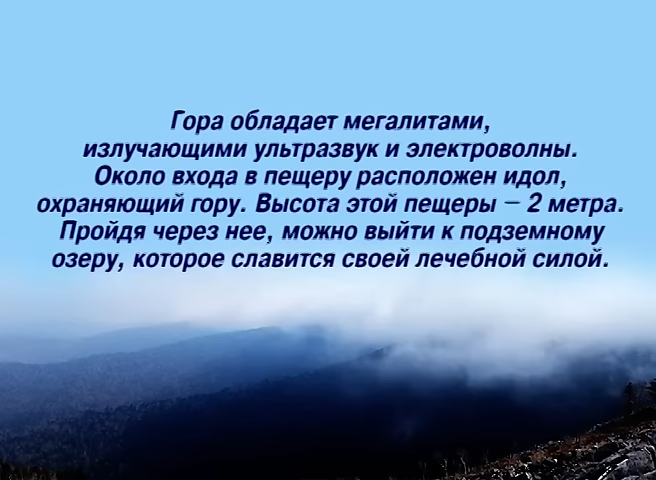 Гора обладает мегалитами,
излучающими ультразвук и электроволны.
Около входа в пещеру расположен идол,
охраняющий гору. Высота этой пещеры – 2 метра.
Пройдя через нее, можно выйти к подземному
озеру, которое славится своей лечебной силой.